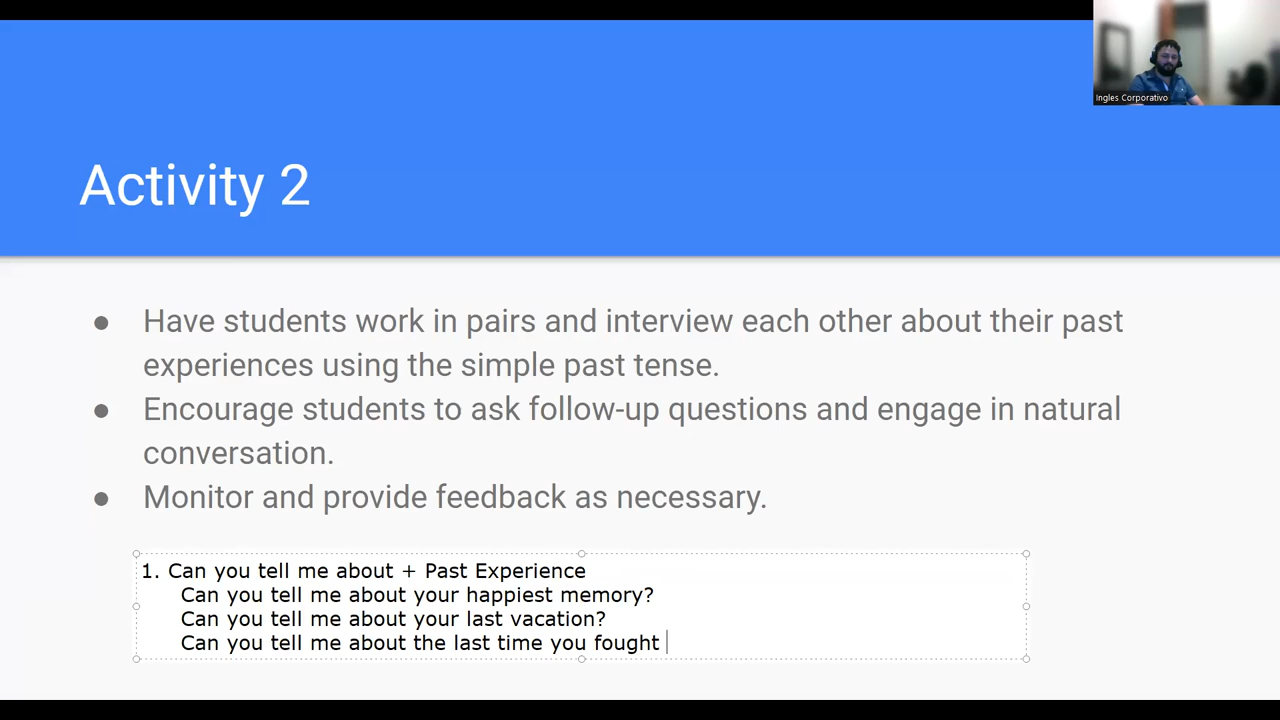 Ingles Corporativo
Activity 2
● Have students work in pairs and interview each other about their past
experiences using the simple past tense.
● Encourage students to ask follow-up questions and engage in natural
conversation.
● Monitor and provide feedback as necessary.
1. Can you tell me about + Past Experience
Can you tell me about your happiest memory?
Can you tell me about your last vacation?
Can you tell me about the last time you fought